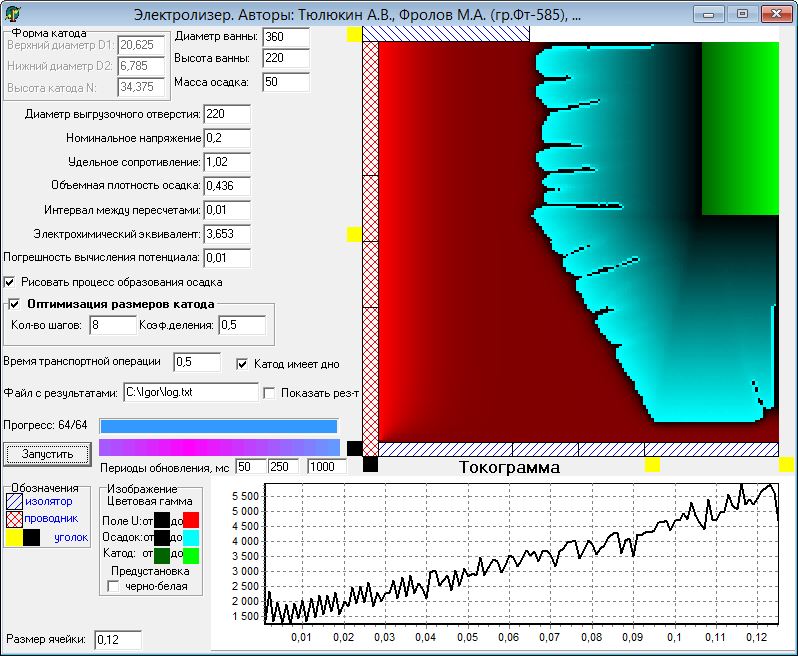 Электролизер. Авторы: Тюлюкин А.В., Фролов М.А. (гр.Фт-585), ...
Форма катода
Верхний диаметр D1: 20,625
Нижний диаметр D2: 6,785
Высота катода N: 34,375
Диаметр ванны: 360
Высота ванны: 220
Масса осадка: 50
Диаметр выгрузочного отверстия: 220
Номинальное напряжение 0,2
Удельное сопротивление: 1,02
Объемная плотность осадка: 0,436
Интервал между пересчетами: 0,01
Электрохимический эквивалент: 3,653
Погрешность вычисления потенциала: 0,01
Рисовать процесс образования осадка
Оптимизация размеров катода
Кол-во шагов: 8 Коэф.деления: 0,5
Время транспортной операции 0,5 Катод имеет дно
Файл с результатами: C:\Igor\log.txt Показать рез-т
Прогресс: 64/64
Запустить
Периоды обновления, мс 50 250 1000
Токограмма
Обозначения
изолятор
проводник
уголок
Изображение
Цветовая гамма
Поле U: от до
Осадок: от до
Катод: от до
Предустановка
черно-белая
Размер ячейки: 0,12
5 500
5 000
4 500
4 000
3 500
3 000
2 500
2 000
1 500
0,01 0,02 0,03 0,04 0,05 0,06 0,07 0,08 0,09 0,1 0,11 0,12